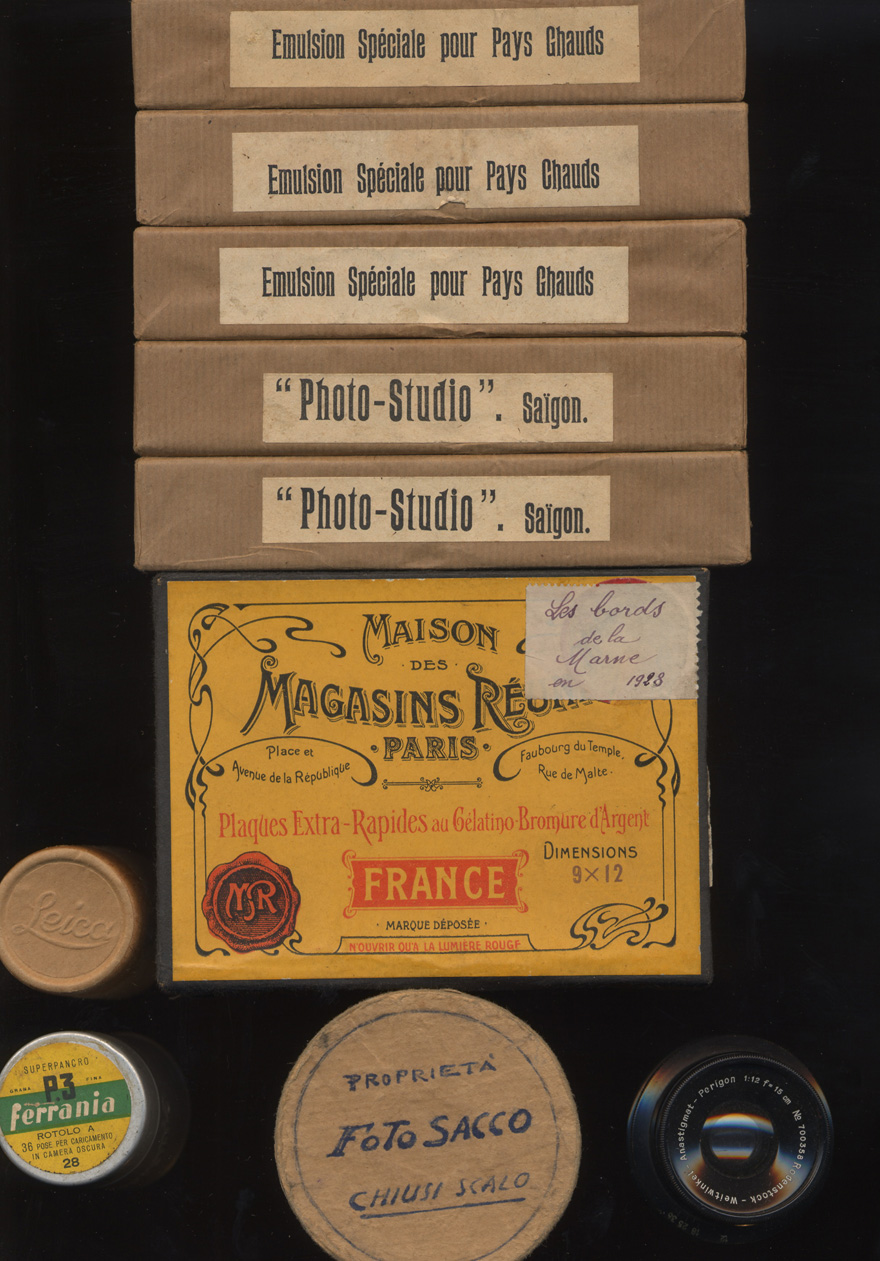 Emulsion Spéciale pour Pays Chauds
Emulsion Spéciale pour Pays Chauds
Emulsion Spéciale pour Pays Chauds
"Photo-Studio". Saïgon.
"Photo-Studio". Saïgon.
Les bords
de la
Marne
en 1923
MAISON
· DES ·
MAGASINS
· PARIS ·
Place et
Avenue de la République
Faubourg du Temple,
Rue de Malte.
Plaques Extra-Rapides au Gélatino-Bromure d'Argent
DIMENSIONS
9×12
MJR
FRANCE
· MARQUE DÉPOSÉE ·
N'OUVRIR QU'A LA LUMIÈRE ROUGE
Leica
SUPERPANCRO
GRANA P.3 FINA
ferrania
ROTOLO A
36 POSE PER CARICAMENTO
IN CAMERA OSCURA
28
PROPRIETÀ
FOTO SACCO
CHIUSI SCALO
Rodenstock - Weitwinkel - Anastigmat - Perigon 1:12 f=15 cm № 700358